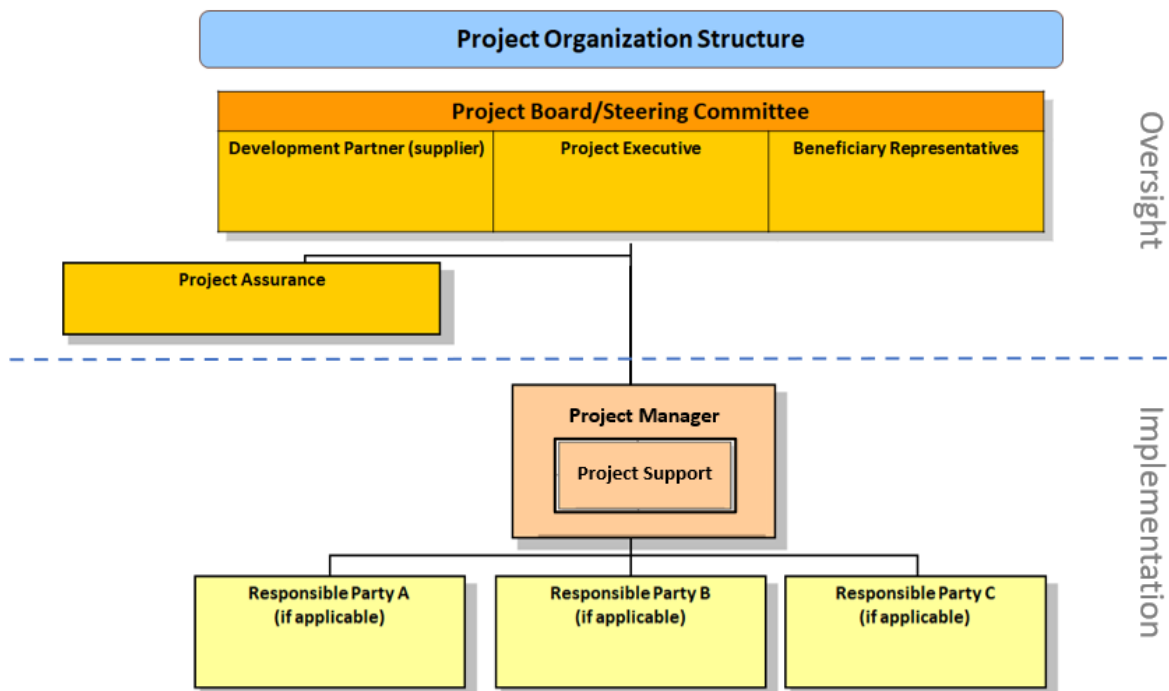 Project Organization Structure
Project Board/Steering Committee
Development Partner (supplier)
Project Executive
Beneficiary Representatives
Oversight
Project Assurance
Project Manager
Project Support
Implementation
Responsible Party A
(if applicable)
Responsible Party B
(if applicable)
Responsible Party C
(if applicable)